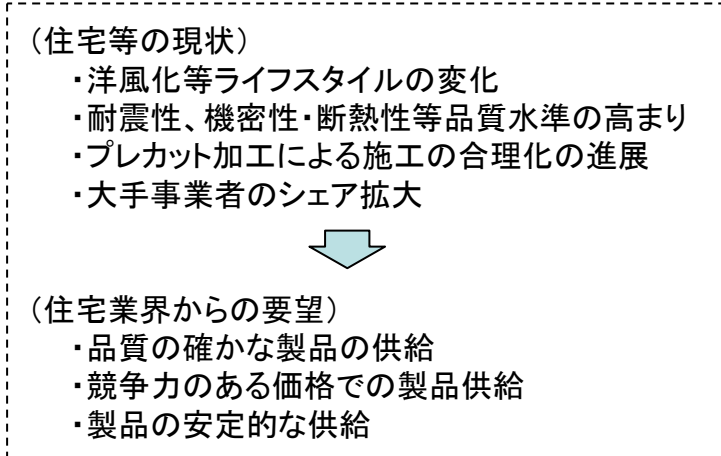 （住宅等の現状）
・洋風化等ライフスタイルの変化
・耐震性、機密性・断熱性等品質水準の高まり
・プレカット加工による施工の合理化の進展
・大手事業者のシェア拡大
（住宅業界からの要望）
・品質の確かな製品の供給
・競争力のある価格での製品供給
・製品の安定的な供給